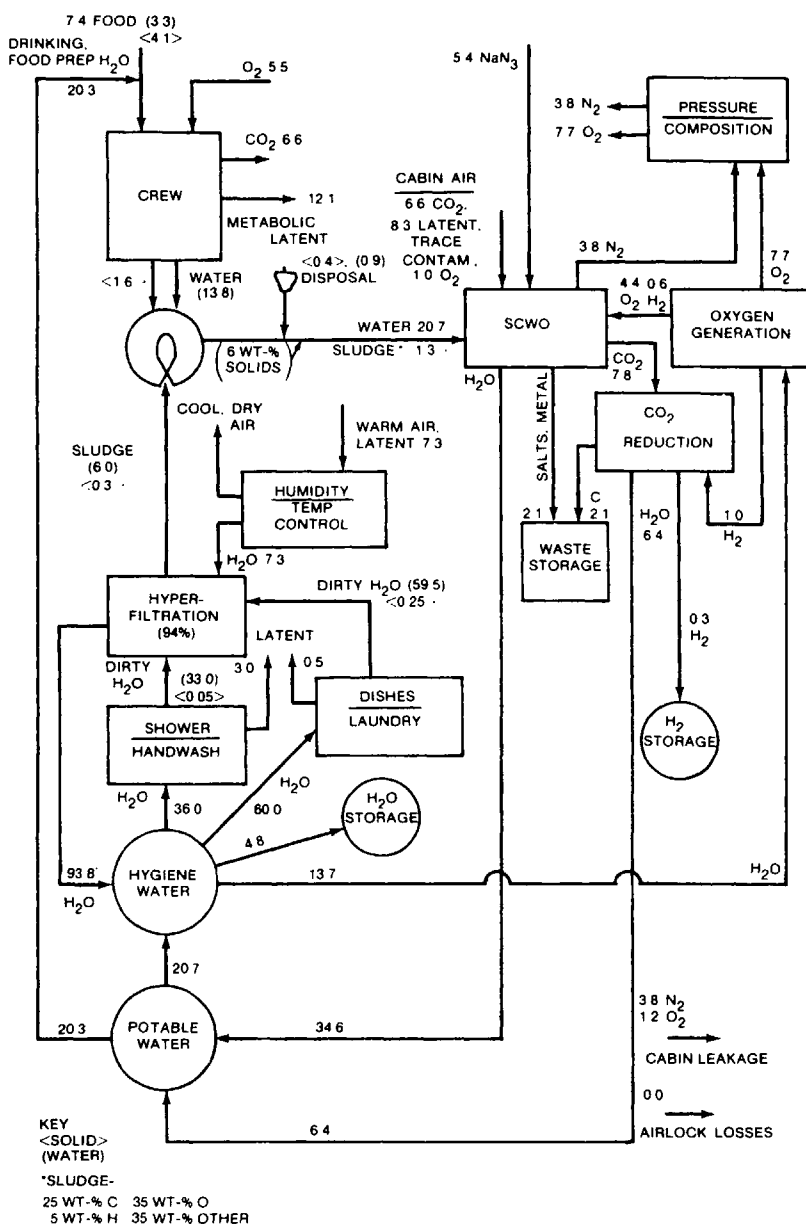 7 4 FOOD (3 3)
<4 1>
DRINKING,
FOOD PREP H2O
20 3
O2 5 5
CO2 6 6
CREW
12 1
METABOLIC
LATENT
<1 6
WATER
(13 8)
<0 4>, (0 9)
DISPOSAL
5 4 NaN3
3 8 N2
7 7 O2
PRESSURE
COMPOSITION
CABIN AIR
6 6 CO2,
8 3 LATENT,
TRACE
CONTAM,
1 0 O2
3 8 N2
7 7
O2
4 4 0 6
O2 H2
SCWO
OXYGEN
GENERATION
WATER 20 7
SLUDGE* 1 3
(6 WT-%
SOLIDS)
H2O
CO2
7 8
SALTS, METAL
CO2
REDUCTION
COOL, DRY
AIR
WARM AIR,
LATENT 7 3
SLUDGE
(6 0)
<0 3
HUMIDITY
TEMP
CONTROL
H2O 7 3
2 1
C
2 1
WASTE
STORAGE
H2O
6 4
1 0
H2
0 3
H2
H2
STORAGE
HYPER-
FILTRATION
(94%)
DIRTY H2O (59 5)
<0 25
DIRTY
H2O
(33 0)
<0 05>
LATENT
3 0
0 5
SHOWER
HANDWASH
DISHES
LAUNDRY
H2O
36 0
H2O
60 0
H2O
STORAGE
4 8
93 8
H2O
HYGIENE
WATER
13 7
H2O
20 7
20 3
POTABLE
WATER
34 6
3 8 N2
1 2 O2
CABIN LEAKAGE
0 0
AIRLOCK LOSSES
6 4
KEY
<SOLID>
(WATER)
*SLUDGE-
25 WT-% C 35 WT-% O
5 WT-% H 35 WT-% OTHER